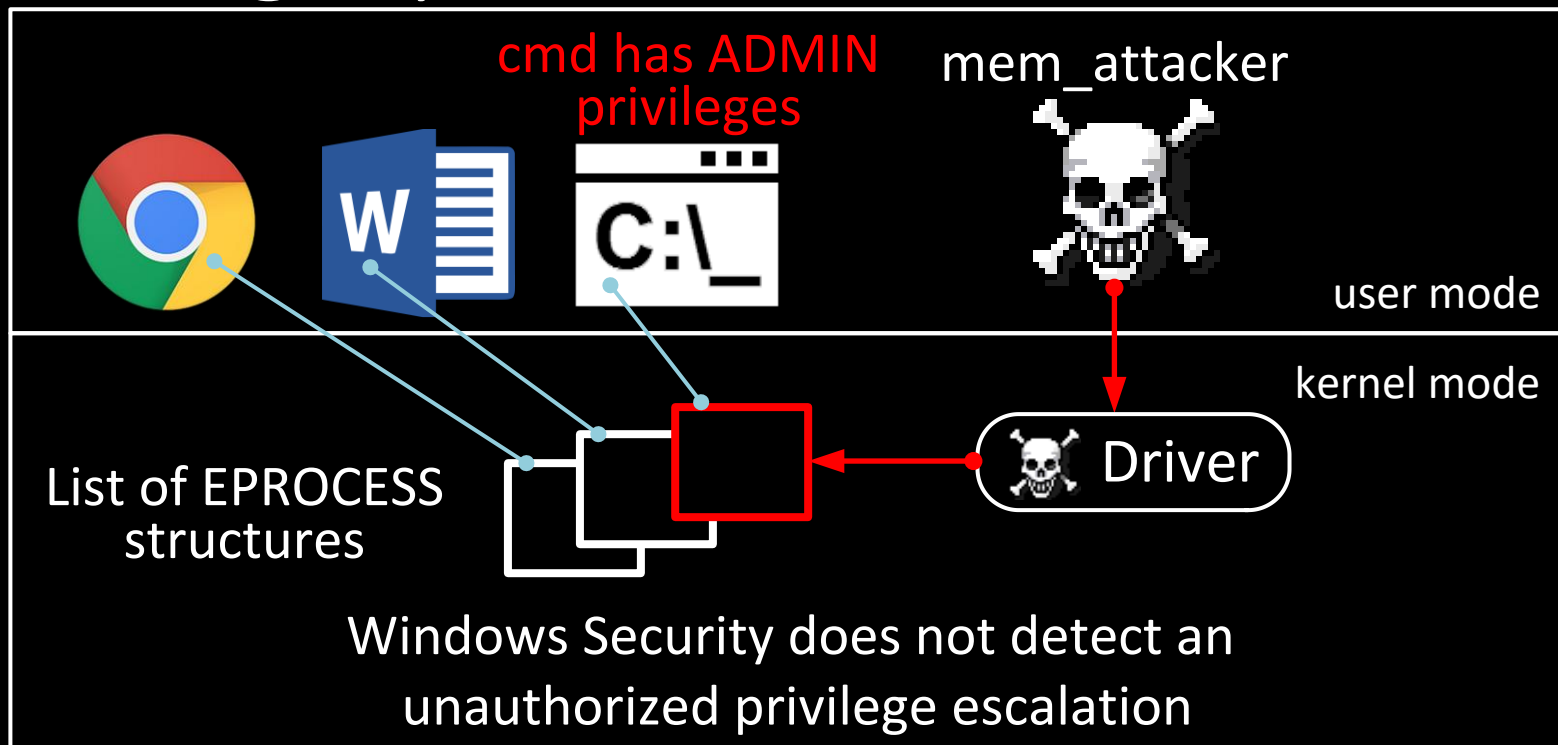 cmd has ADMIN
privileges
mem_attacker
W
C:\_
user mode
kernel mode
List of EPROCESS
structures
Driver
Windows Security does not detect an
unauthorized privilege escalation